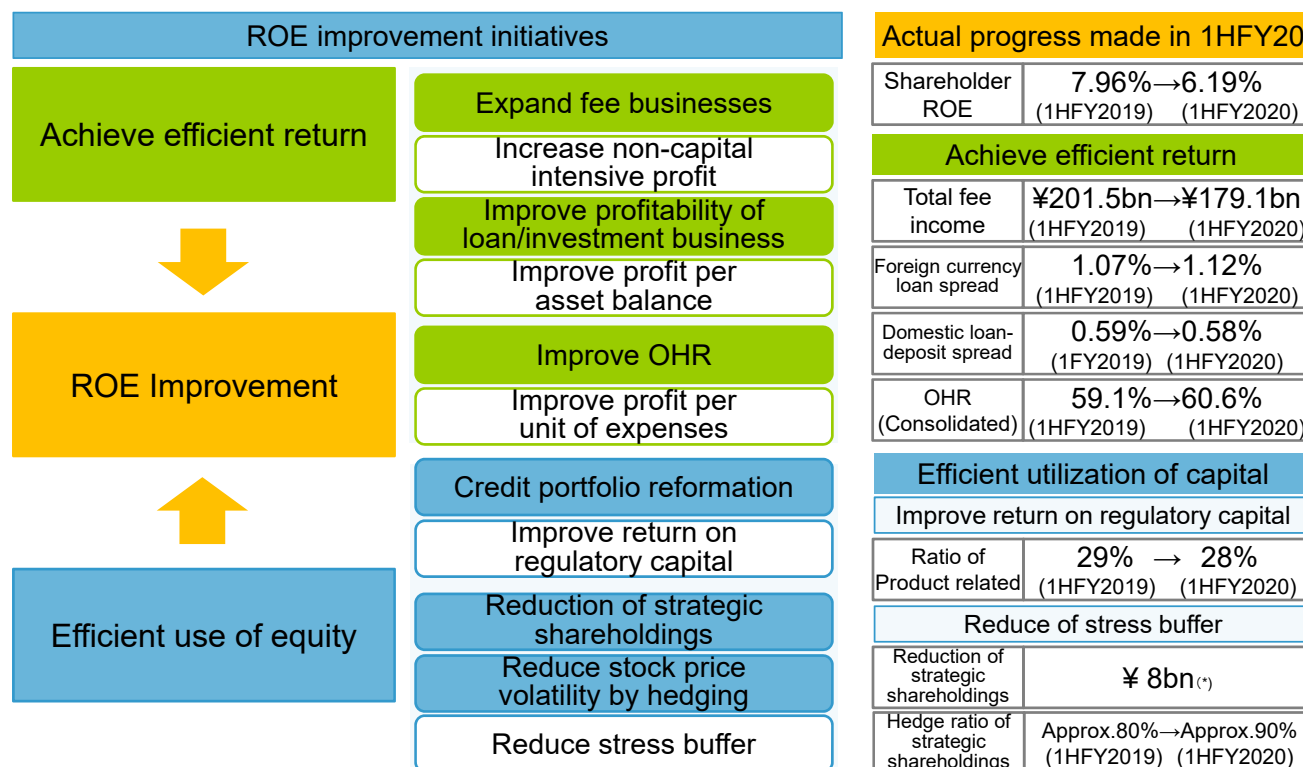 ROE improvement initiatives
Achieve efficient return
ROE Improvement
Efficient use of equity
Expand fee businesses
Increase non-capital
intensive profit
Improve profitability of
loan/investment business
Improve profit per
asset balance
Improve OHR
Improve profit per
unit of expenses
Credit portfolio reformation
Improve return on
regulatory capital
Reduction of strategic
shareholdings
Reduce stock price
volatility by hedging
Reduce stress buffer
Actual progress made in 1HFY20
Shareholder
ROE
7.96%→6.19%
(1HFY2019) (1HFY2020)
Achieve efficient return
Total fee
income
¥201.5bn→¥179.1bn
(1HFY2019) (1HFY2020)
Foreign currency
loan spread
1.07%→1.12%
(1HFY2019) (1HFY2020)
Domestic loan-
deposit spread
0.59%→0.58%
(1FY2019) (1HFY2020)
OHR
(Consolidated)
59.1%→60.6%
(1HFY2019) (1HFY2020)
Efficient utilization of capital
Improve return on regulatory capital
Ratio of
Product related
29% → 28%
(1HFY2019) (1HFY2020)
Reduce of stress buffer
Reduction of
strategic
shareholdings
¥ 8bn(*)
Hedge ratio of
strategic
shareholdings
Approx.80%→Approx.90%
(1HFY2019) (1HFY2020)